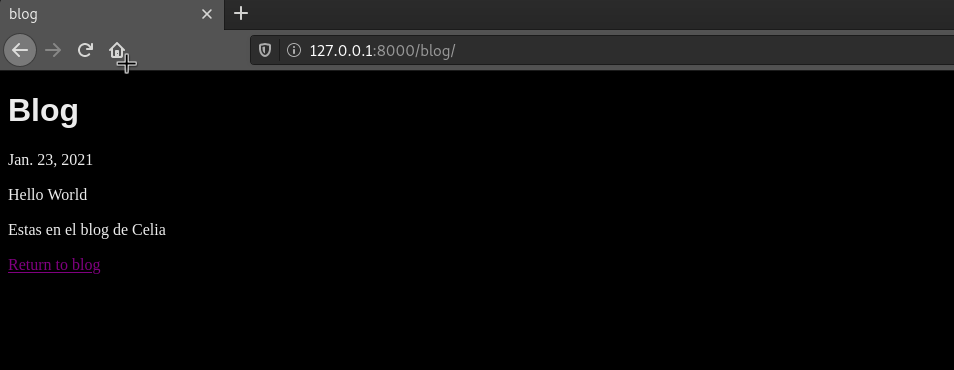 blog
127.0.0.1:8000/blog/
Blog
Jan. 23, 2021
Hello World
Estas en el blog de Celia
Return to blog